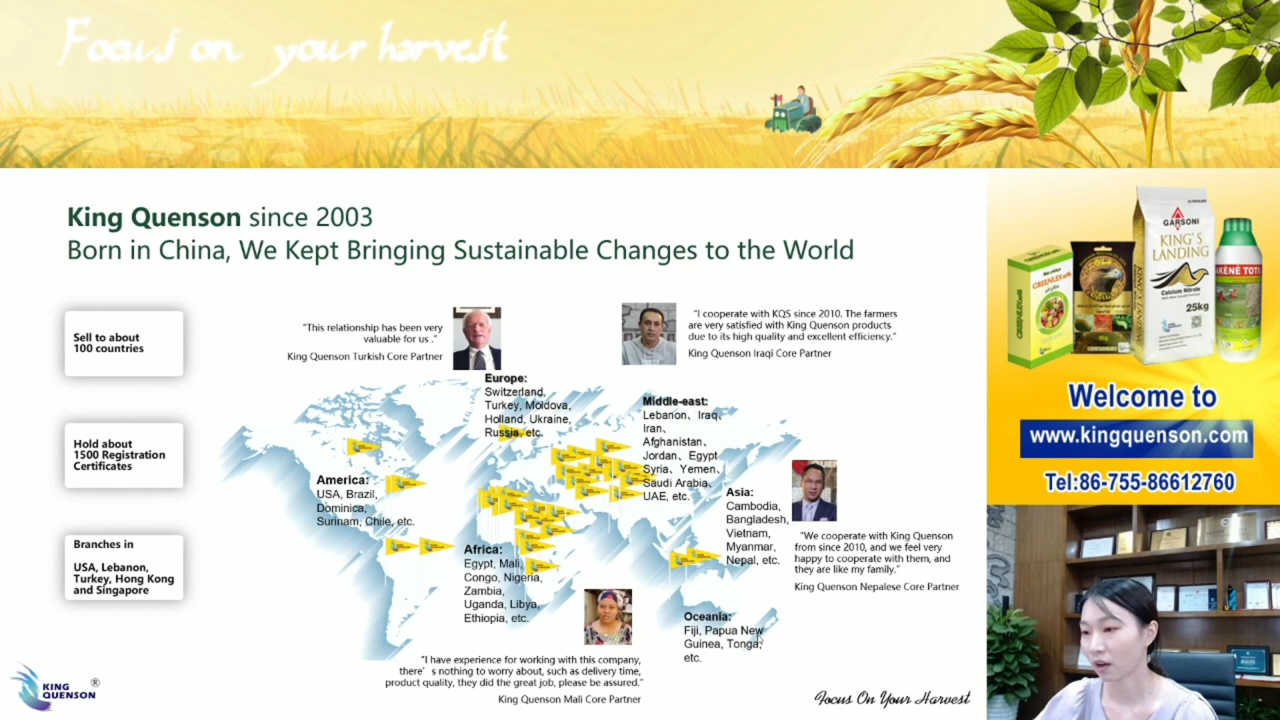 Focus on your harvest
King Quenson since 2003
Born in China, We Kept Bringing Sustainable Changes to the World
Sell to about
100 countries
Hold about
1500 Registration
Certificates
Branches in
USA, Lebanon,
Turkey, Hong Kong
and Singapore
"This relationship has been very
valuable for us ."
King Quenson Turkish Core Partner
"I cooperate with KQS since 2010. The farmers
are very satisfied with King Quenson products
due to its high quality and excellent efficiency."
King Quenson Iraqi Core Partner
Europe:
Switzerland,
Turkey, Moldova,
Holland, Ukraine,
Russia, etc.
Middle-east:
Lebanon、Iraq、
Iran、
Afghanistan、
Jordan、Egypt
Syria、Yemen、
Saudi Arabia、
UAE, etc.
America:
USA, Brazil,
Dominica,
Surinam, Chile, etc.
Asia:
Cambodia,
Bangladesh,
Vietnam,
Myanmar,
Nepal, etc.
Africa:
Egypt, Mali,
Congo, Nigeria,
Zambia,
Uganda, Libya,
Ethiopia, etc.
Oceania:
Fiji, Papua New
Guinea, Tonga,
etc.
"We cooperate with King Quenson
from since 2010, and we feel very
happy to cooperate with them, and
they are like my family."
King Quenson Nepalese Core Partner
"I have experience for working with this company,
there' s nothing to worry about, such as delivery time,
product quality, they did the great job, please be assured."
King Quenson Mali Core Partner
KING
QUENSON
®
Focus On Your Harvest
GARSONI
KING'S
LANDING
Calcium Nitrate
25kg
Welcome to
www.kingquenson.com
Tel:86-755-86612760